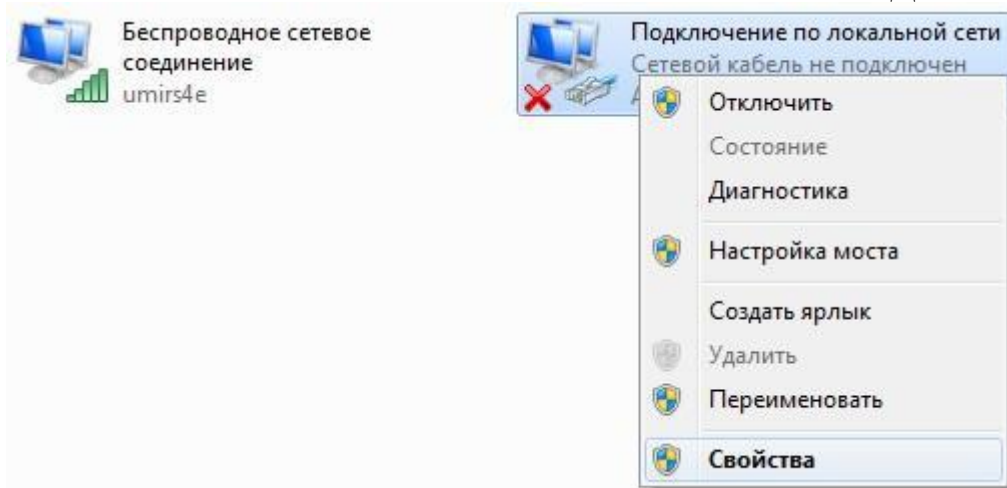 Беспроводное сетевое
соединение
umirs4e
Подключение по локальной сети
Сетевой кабель не подключен
Отключить
Состояние
Диагностика
Настройка моста
Создать ярлык
Удалить
Переименовать
Свойства